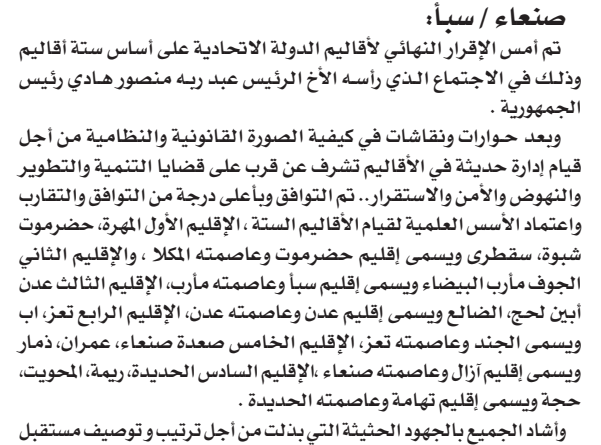 صنعاء / سبأ:
تم أمس الإقرار النهائي لأقاليم الدولة الاتحادية على أساس ستة أقاليم
وذلك في الاجتماع الذي رأسه الأخ الرئيس عبد ربه منصور هادي رئيس
الجمهورية .
وبعد حوارات ونقاشات في كيفية الصورة القانونية والنظامية من أجل
قيام إدارة حديثة في الأقاليم تشرف عن قرب على قضايا التنمية والتطوير
والنهوض والأمن والاستقرار.. تم التوافق وبأعلى درجة من التوافق والتقارب
واعتماد الأسس العلمية لقيام الأقاليم الستة ، الإقليم الأول المهرة، حضرموت
شبوة، سقطرى ويسمى إقليم حضرموت وعاصمته المكلا ، والإقليم الثاني
الجوف مأرب البيضاء ويسمى إقليم سبأ وعاصمته مأرب، الإقليم الثالث عدن
أبين لحج، الضالع ويسمى إقليم عدن وعاصمته عدن، الإقليم الرابع تعز، اب
ويسمى الجند وعاصمته تعز، الإقليم الخامس صعدة صنعاء، عمران، ذمار
ويسمى إقليم آزال وعاصمته صنعاء ،الإقليم السادس الحديدة، ريمة، المحويت،
حجة ويسمى إقليم تهامة وعاصمته الحديدة .
وأشاد الجميع بالجهود الحثيثة التي بذلت من أجل ترتيب و توصيف مستقبل